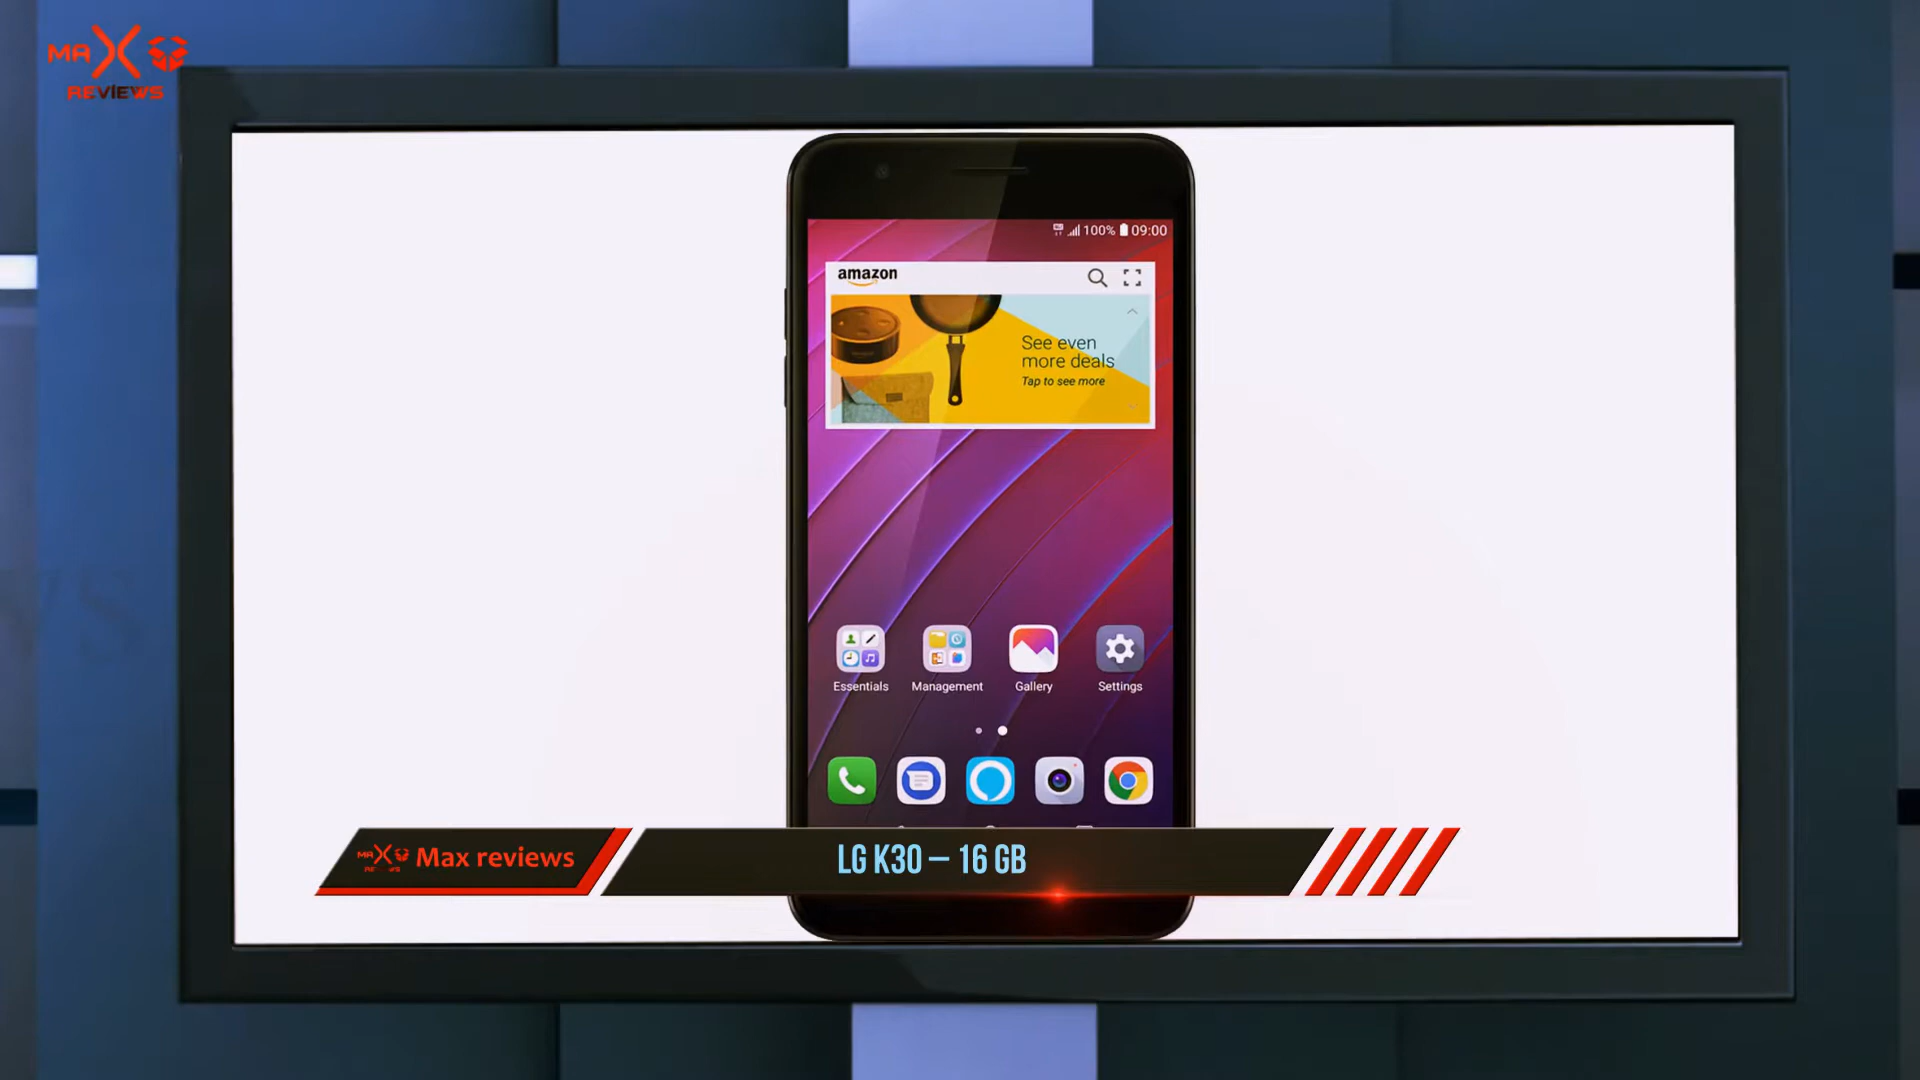 MAX
REVIEWS
100% 09:00
amazon
See even
more deals
Tap to see more
Essentials Management Gallery Settings
Max reviews
LG K30 – 16 GB